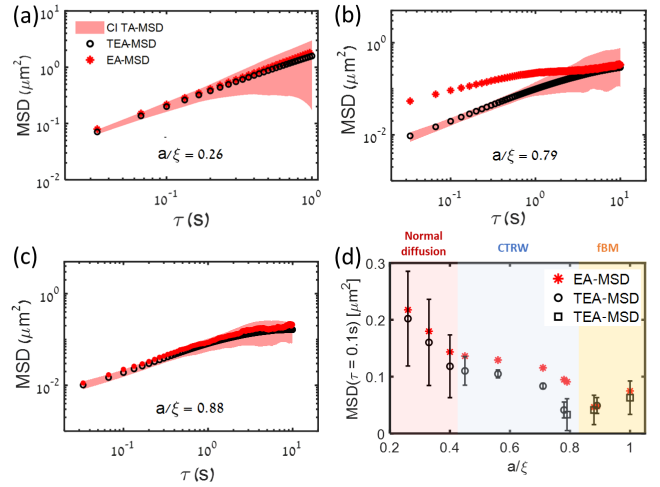 (a)
CI TA-MSD
TEA-MSD
EA-MSD
MSD (μm²)
10⁰
10⁻¹
10⁻²
a/ξ = 0.26
10⁻¹
10⁰
τ (s)
(b)
MSD (μm²)
10⁰
10⁻²
a/ξ = 0.79
10⁻¹
10⁰
10¹
τ (s)
(c)
MSD (μm²)
10⁰
10⁻²
a/ξ = 0.88
10⁻¹
10⁰
10¹
τ (s)
(d)
Normal
diffusion
CTRW
fBM
EA-MSD
TEA-MSD
TEA-MSD
MSD(τ = 0.1s) [μm²]
0.3
0.2
0.1
0
0.2
0.4
0.6
0.8
1
a/ξ